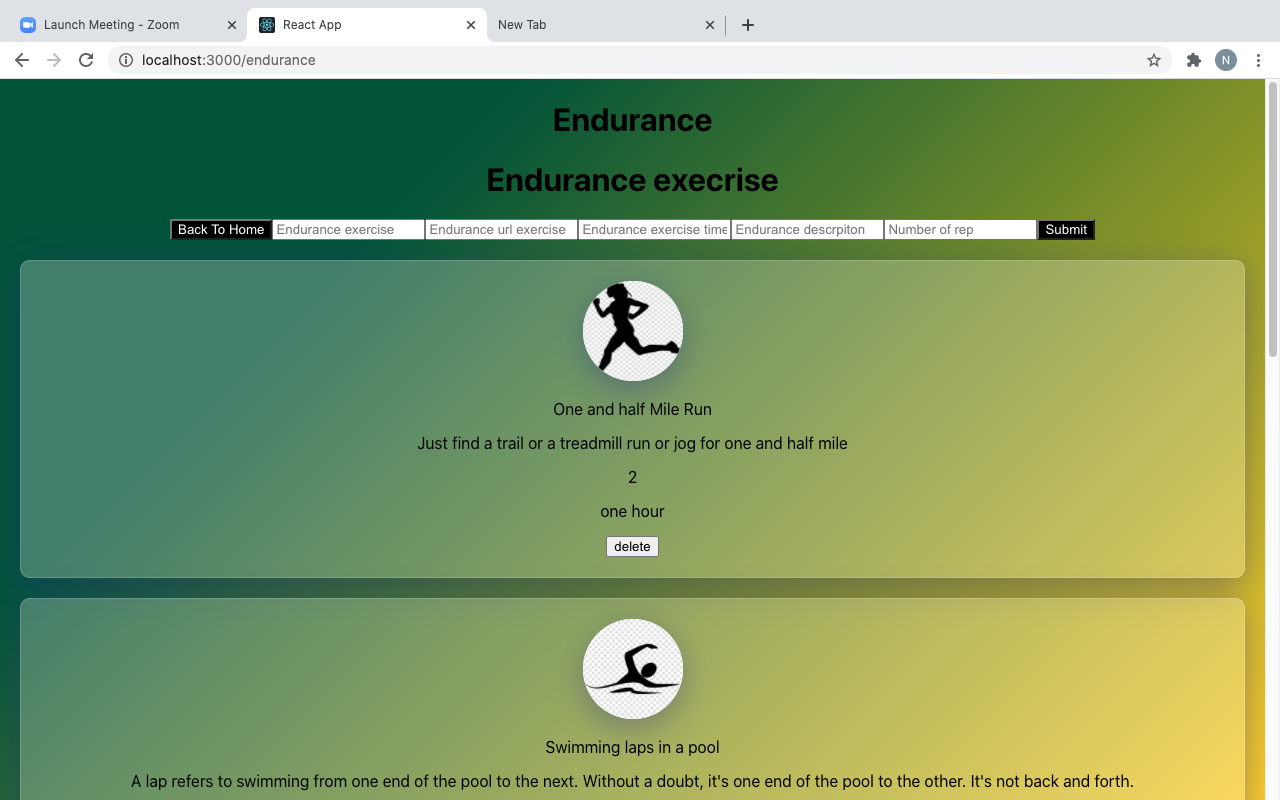 Launch Meeting - Zoom
React App
New Tab
localhost:3000/endurance
N
Endurance
Endurance execrise
Back To Home
Endurance exercise
Endurance url exercise
Endurance exercise time
Endurance descrpiton
Number of rep
Submit
One and half Mile Run
Just find a trail or a treadmill run or jog for one and half mile
2
one hour
delete
Swimming laps in a pool
A lap refers to swimming from one end of the pool to the next. Without a doubt, it's one end of the pool to the other. It's not back and forth.